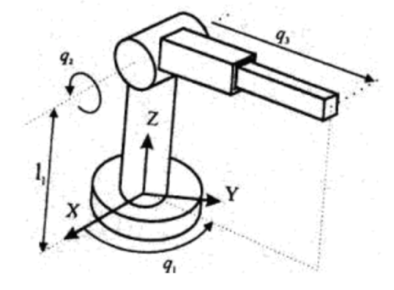 q₃
q₂
Z
l₁
X
Y
q₁